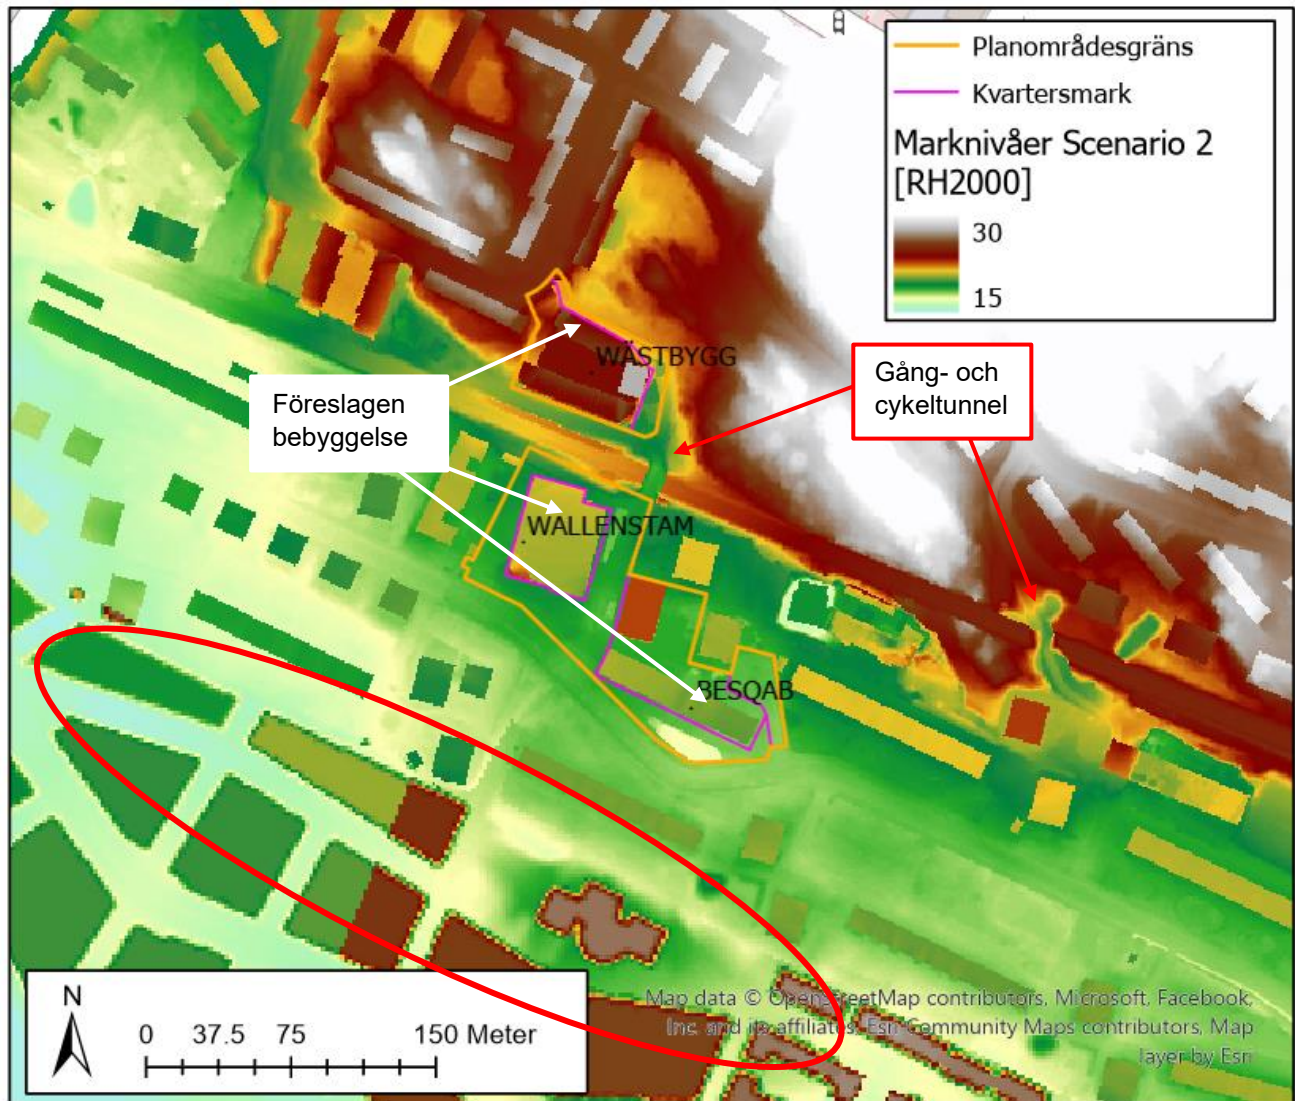 Planområdesgräns
Kvartersmark
Marknivåer Scenario 2
[RH2000]
30
15
WÄSTBYGG
Gång- och
cykeltunnel
Föreslagen
bebyggelse
WALLENSTAM
BESQAB
N
0 37.5 75 150 Meter
Map data © OpenStreetMap contributors, Microsoft, Facebook,
Inc. and its affiliates, Esri Community Maps contributors, Map
layer by Esri